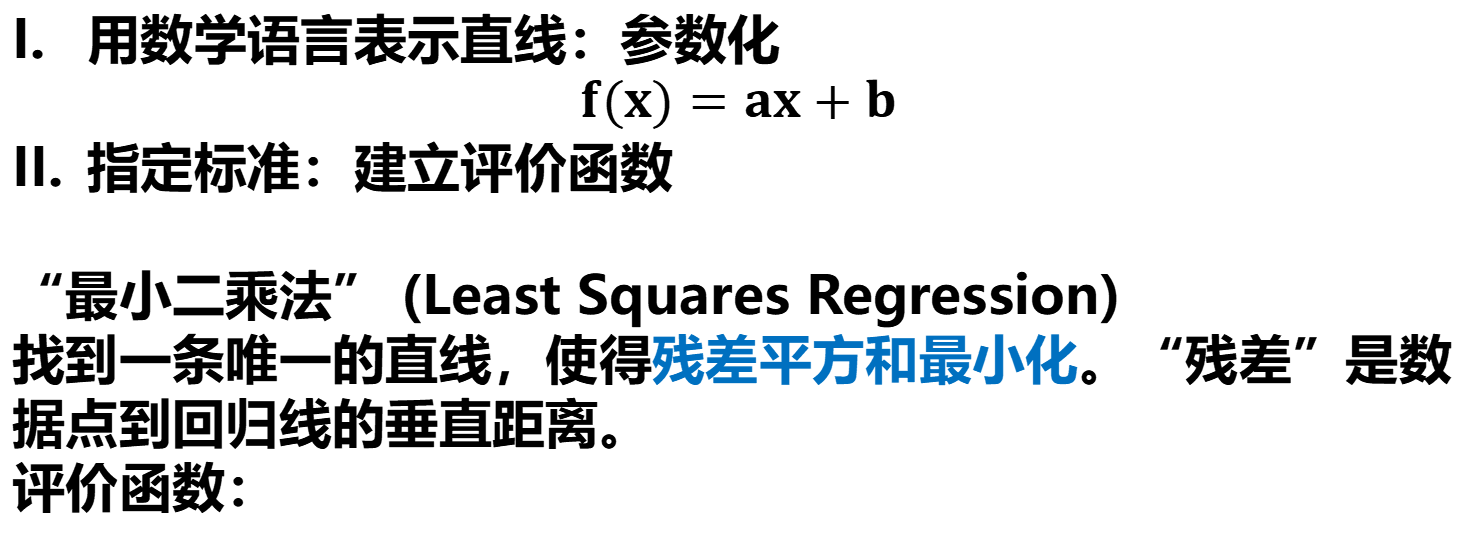 I. 用数学语言表示直线：参数化
f(x) = ax + b
II. 指定标准：建立评价函数
“最小二乘法” (Least Squares Regression)
找到一条唯一的直线，使得残差平方和最小化。 “残差”是数
据点到回归线的垂直距离。
评价函数：